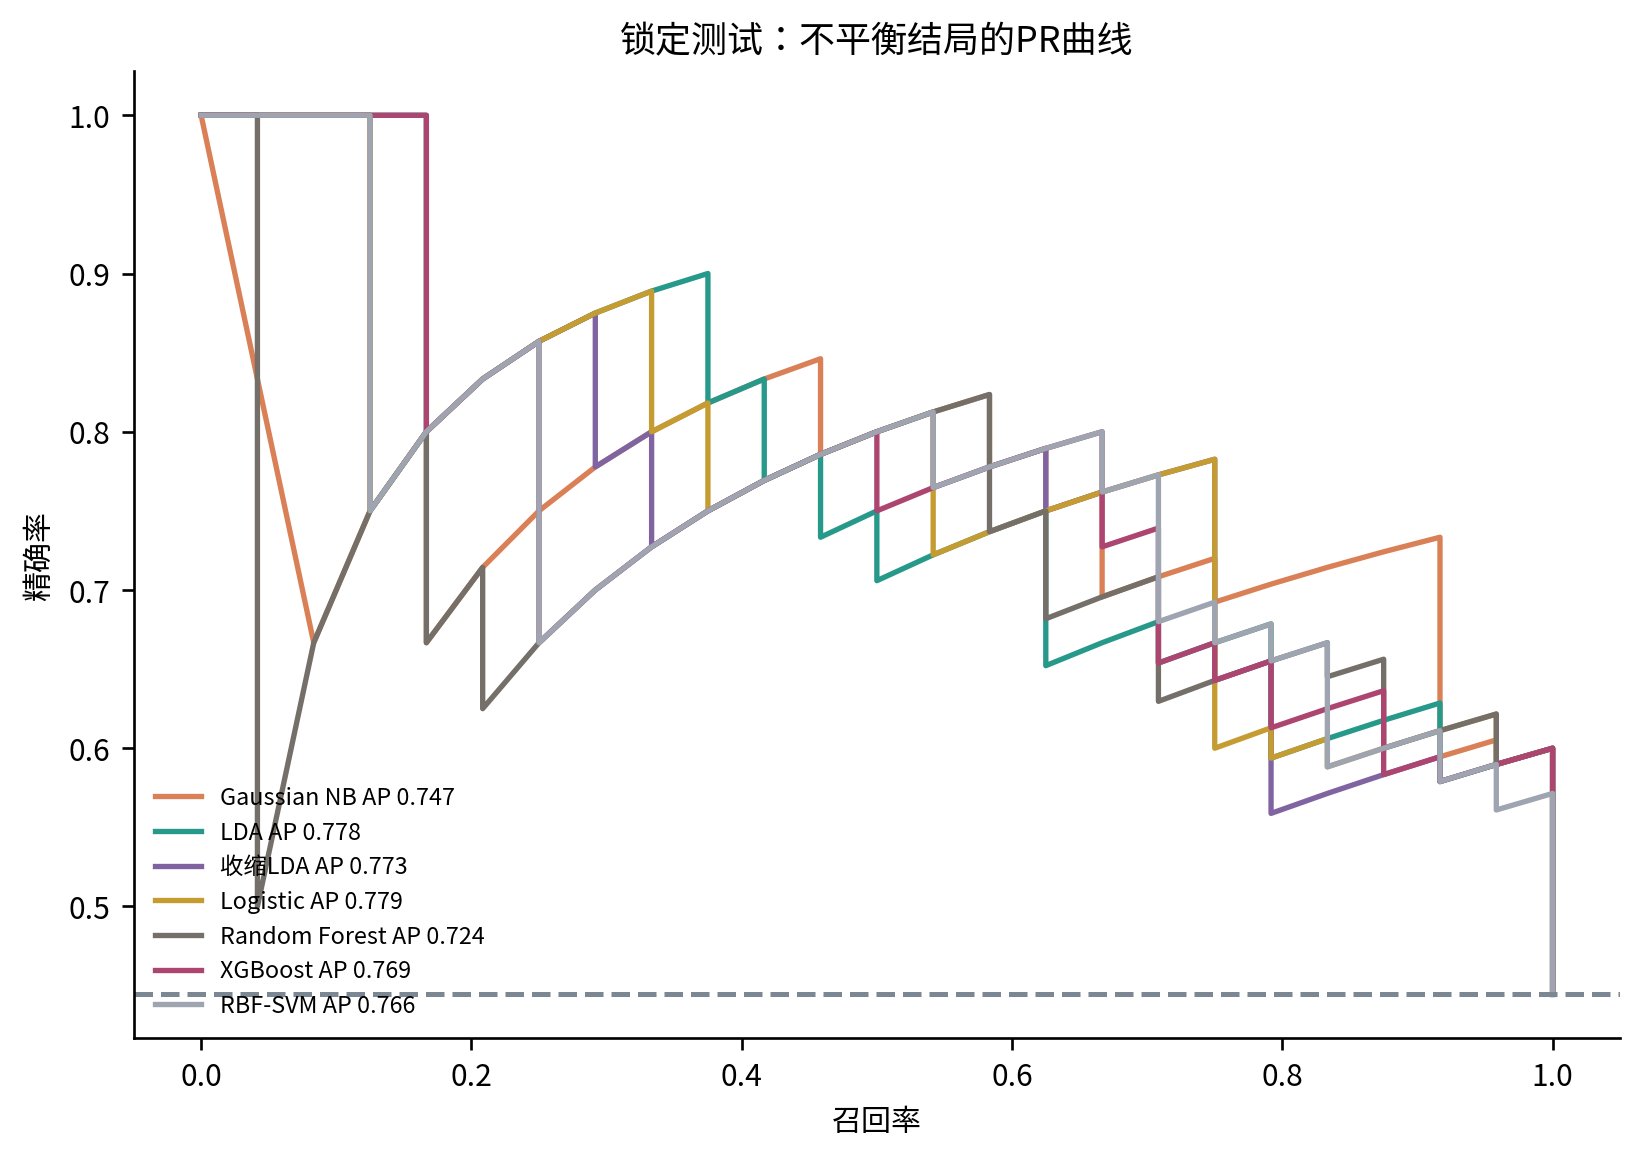 锁定测试：不平衡结局的PR曲线
精确率
1.0
0.9
0.8
0.7
0.6
0.5
Gaussian NB AP 0.747
LDA AP 0.778
收缩LDA AP 0.773
Logistic AP 0.779
Random Forest AP 0.724
XGBoost AP 0.769
RBF-SVM AP 0.766
0.0 0.2 0.4 0.6 0.8 1.0
召回率